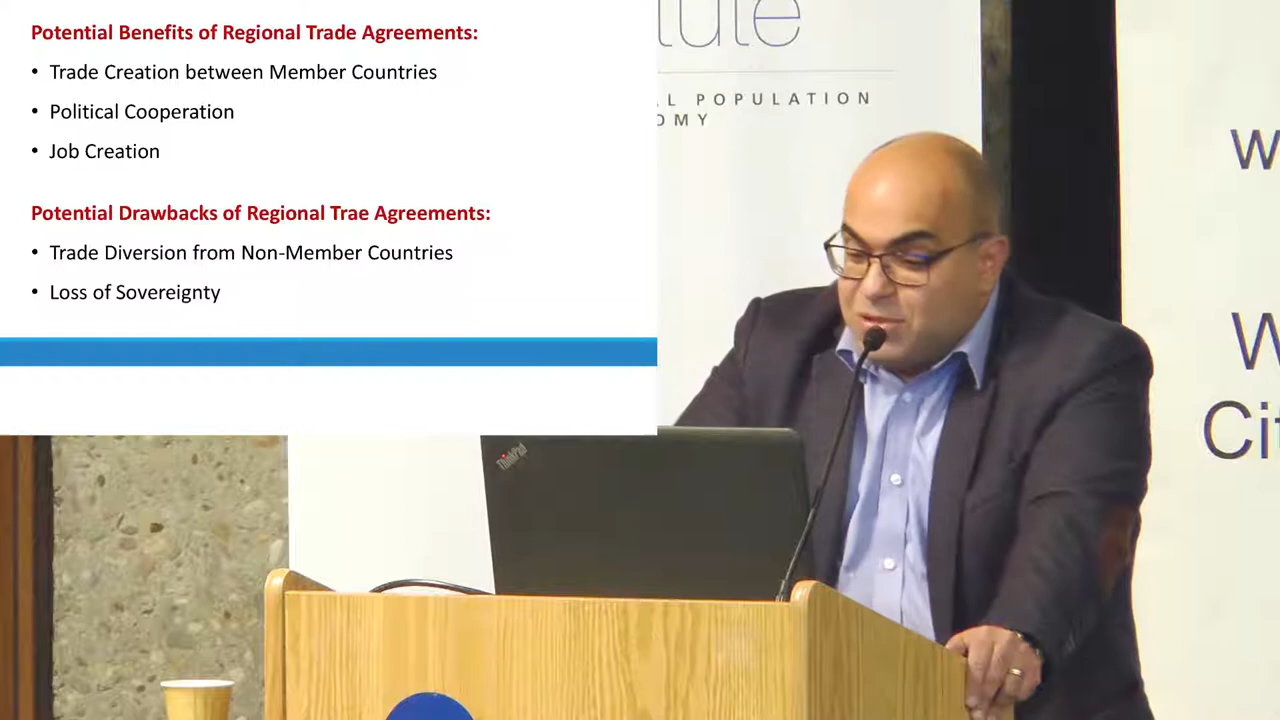 Potential Benefits of Regional Trade Agreements:
• Trade Creation between Member Countries
• Political Cooperation
• Job Creation
Potential Drawbacks of Regional Trae Agreements:
• Trade Diversion from Non-Member Countries
• Loss of Sovereignty
tute
L POPULATION
OMY
ThinkPad
W
W
Cit